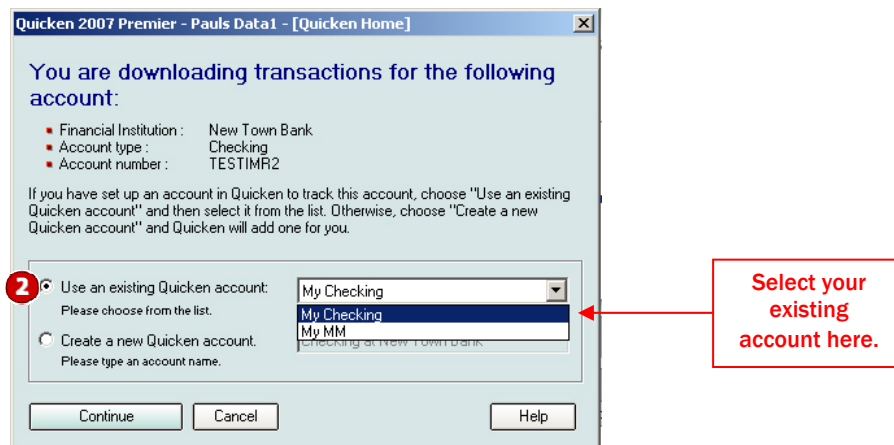 Quicken 2007 Premier - Pauls Data1 - [Quicken Home]
You are downloading transactions for the following
account:
Financial Institution : New Town Bank
Account type : Checking
Account number : TESTIMR2
If you have set up an account in Quicken to track this account, choose "Use an existing
Quicken account" and then select it from the list. Otherwise, choose "Create a new
Quicken account" and Quicken will add one for you.
2 Use an existing Quicken account: My Checking
Please choose from the list.
My Checking
My MM
Create a new Quicken account. Checking at New Town Bank
Please type an account name.
Continue Cancel Help
Select your
existing
account here.